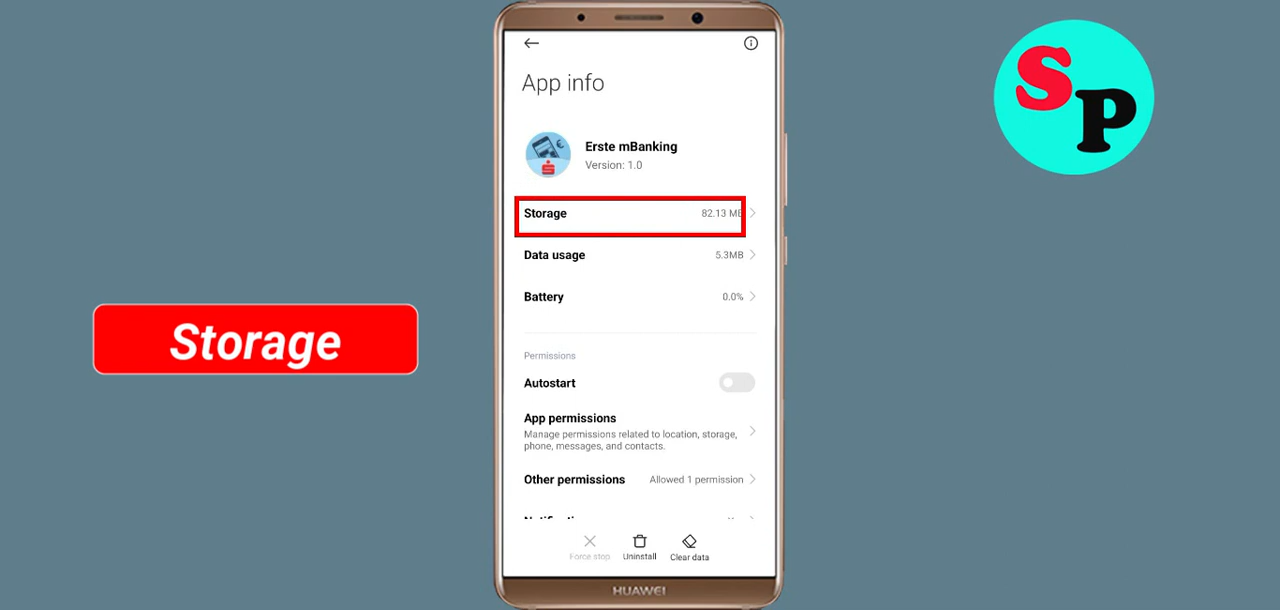 App info
Erste mBanking
Version: 1.0
Storage 82.13 MB
Data usage 5.3MB
Battery 0.0%
Permissions
Autostart
App permissions
Manage permissions related to location, storage,
phone, messages, and contacts.
Other permissions Allowed 1 permission
Force stop Uninstall Clear data
HUAWEI
Storage
SP